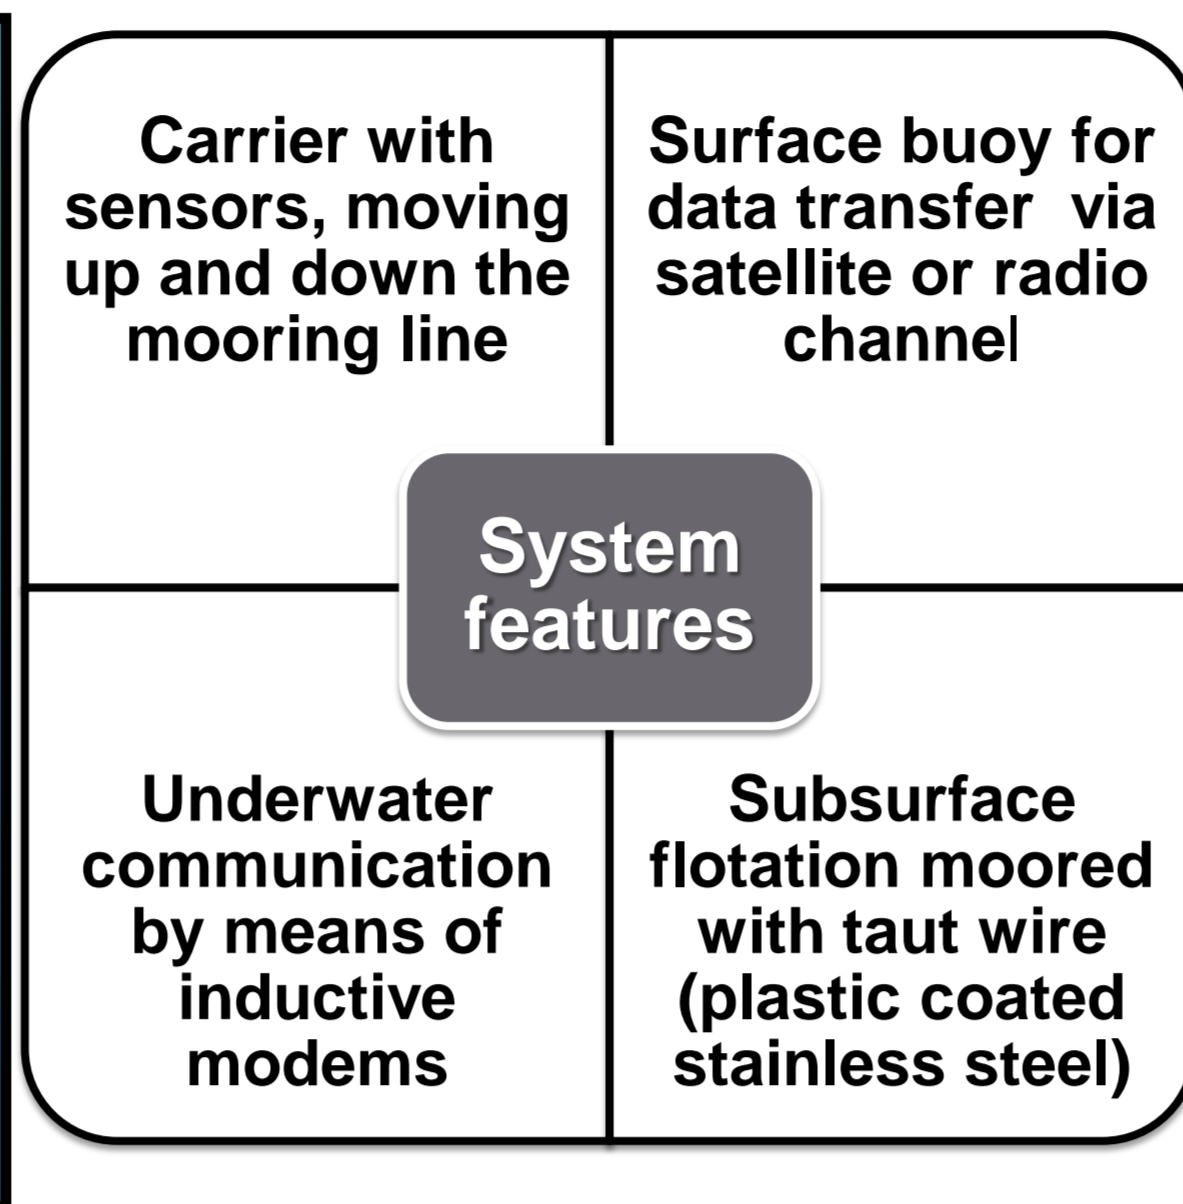 Carrier with
sensors, moving
up and down the
mooring line
Surface buoy for
data transfer  via
satellite or radio
channel
System
features
Underwater
communication
by means of
inductive
modems
Subsurface
flotation moored
with taut wire
(plastic coated
stainless steel)